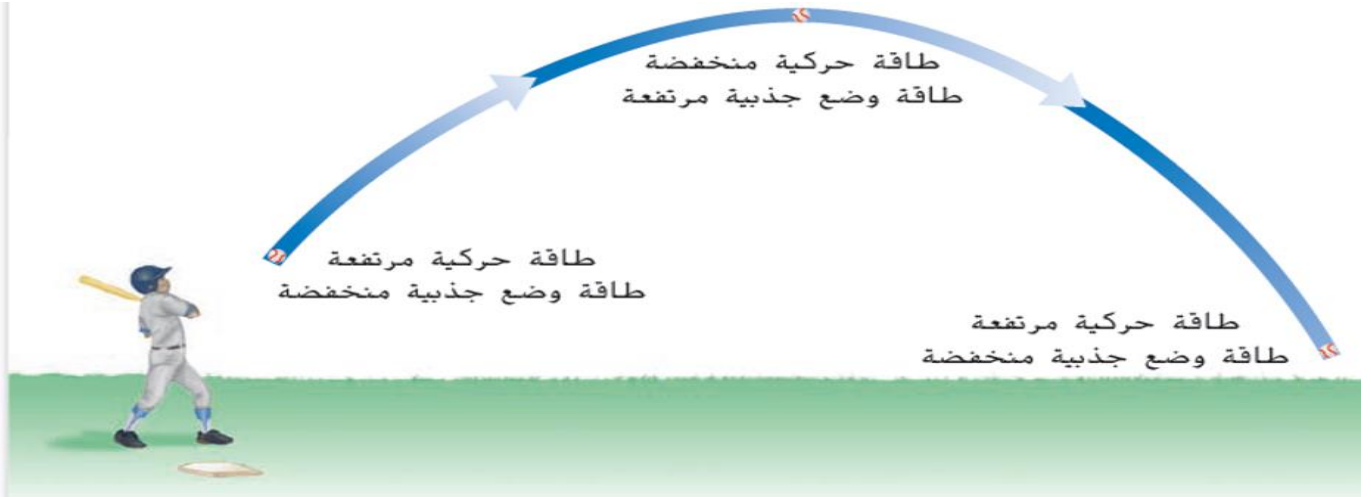 طاقة حركية منخفضة
طاقة وضع جذبية مرتفعة
طاقة حركية مرتفعة
طاقة وضع جذبية منخفضة
طاقة حركية مرتفعة
طاقة وضع جذبية منخفضة